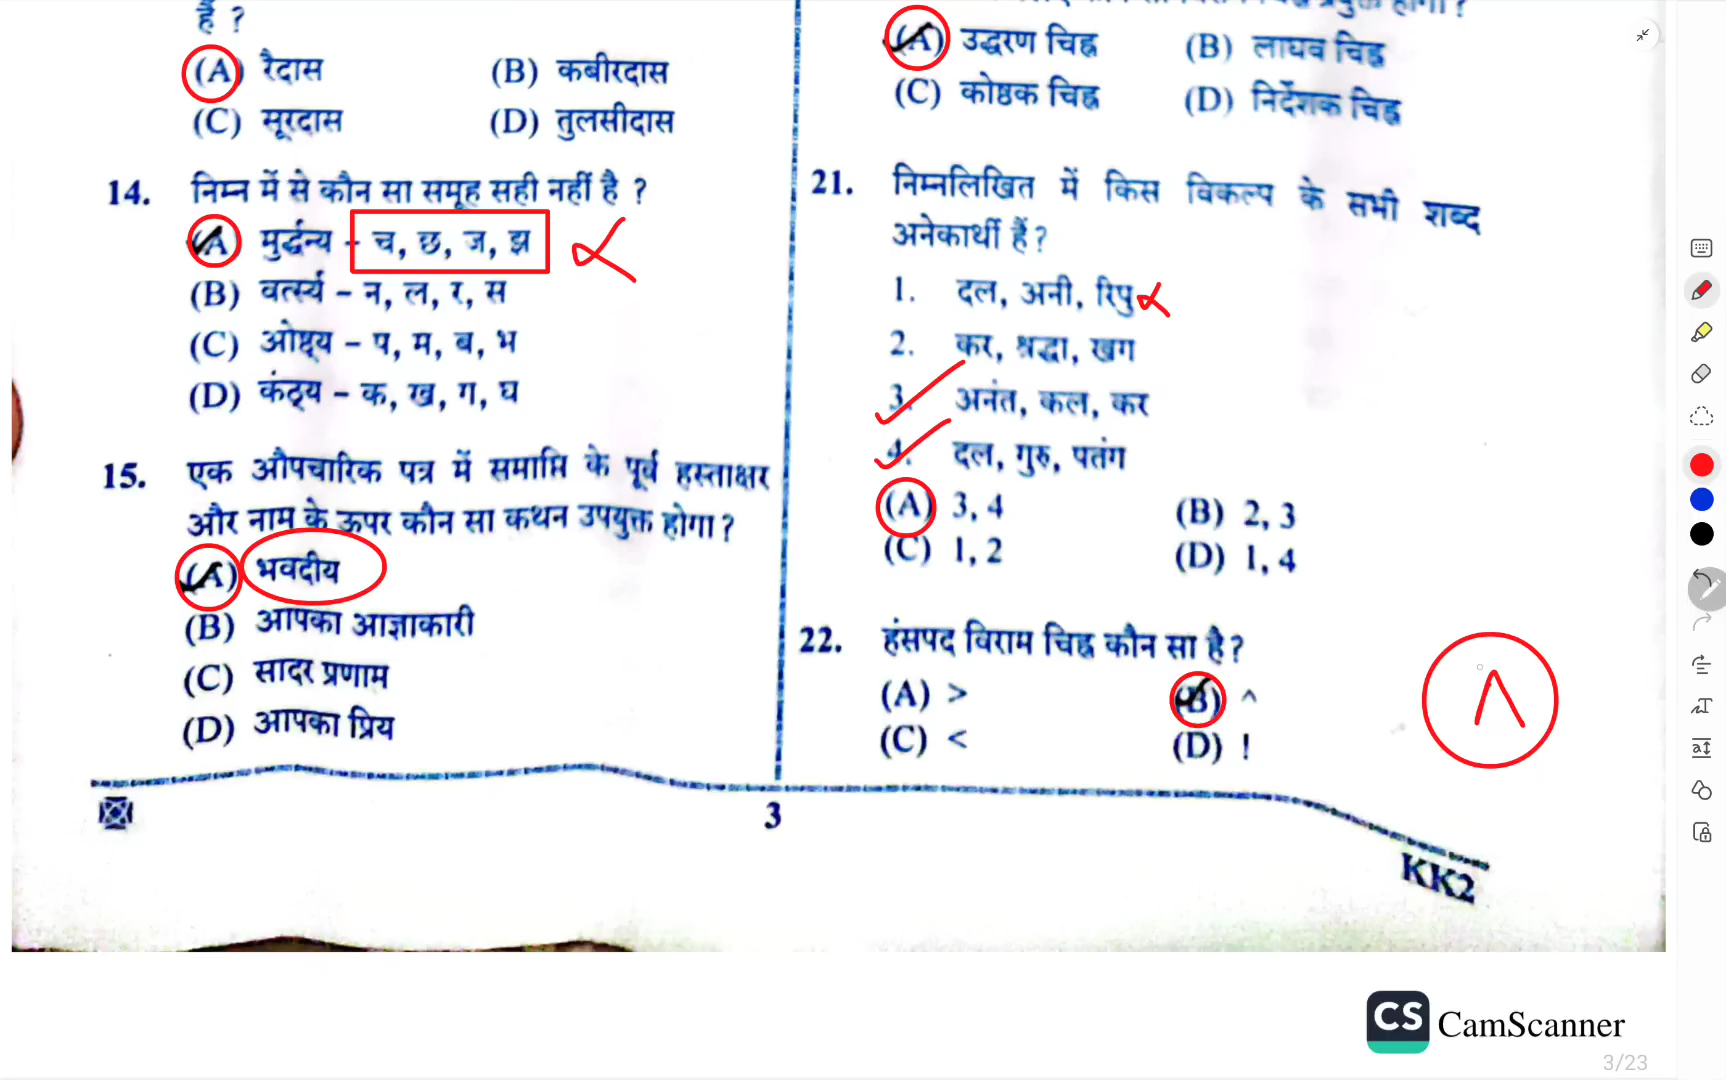 हैं ?
(A) रैदास (B) कबीरदास
(C) सूरदास (D) तुलसीदास
14. निम्न में से कौन सा समूह सही नहीं है ?
(A) मुर्द्धन्य - च, छ, ज, झ
(B) वर्त्स्य - न, ल, र, स
(C) ओष्ठ्य - प, म, ब, भ
(D) कंठ्य - क, ख, ग, घ
15. एक औपचारिक पत्र में समाप्ति के पूर्व हस्ताक्षर
और नाम के ऊपर कौन सा कथन उपयुक्त होगा ?
(A) भवदीय
(B) आपका आज्ञाकारी
(C) सादर प्रणाम
(D) आपका प्रिय
होगा ?
(A) उद्धरण चिह्न (B) लाघव चिह्न
(C) कोष्ठक चिह्न (D) निर्देशक चिह्न
21. निम्नलिखित में किस विकल्प के सभी शब्द
अनेकार्थी हैं ?
1. दल, अनी, रिपु
2. कर, श्रद्धा, खग
3. अनंत, कल, कर
4. दल, गुरु, पतंग
(A) 3, 4 (B) 2, 3
(C) 1, 2 (D) 1, 4
22. हंसपद विराम चिह्न कौन सा है ?
(A) > (B) ^
(C) < (D) !
^
3
KK2
CS CamScanner
3/23